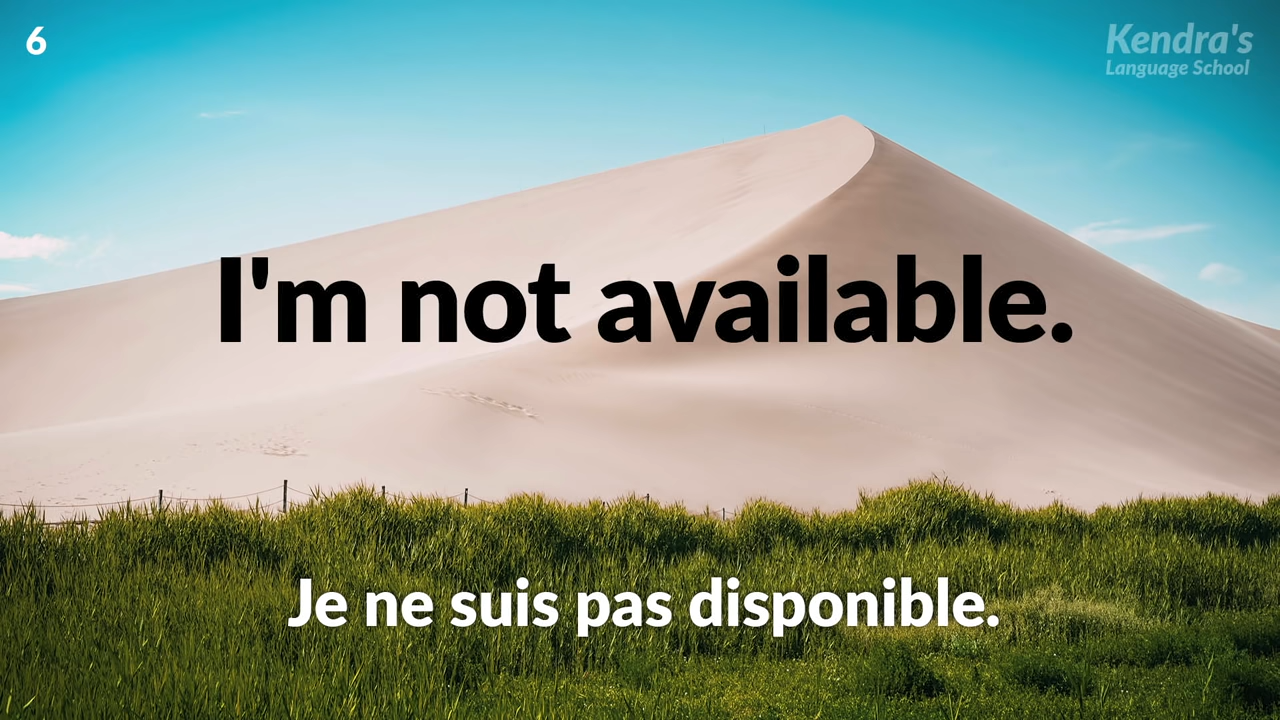 6
Kendra's
Language School
I'm not available.
Je ne suis pas disponible.